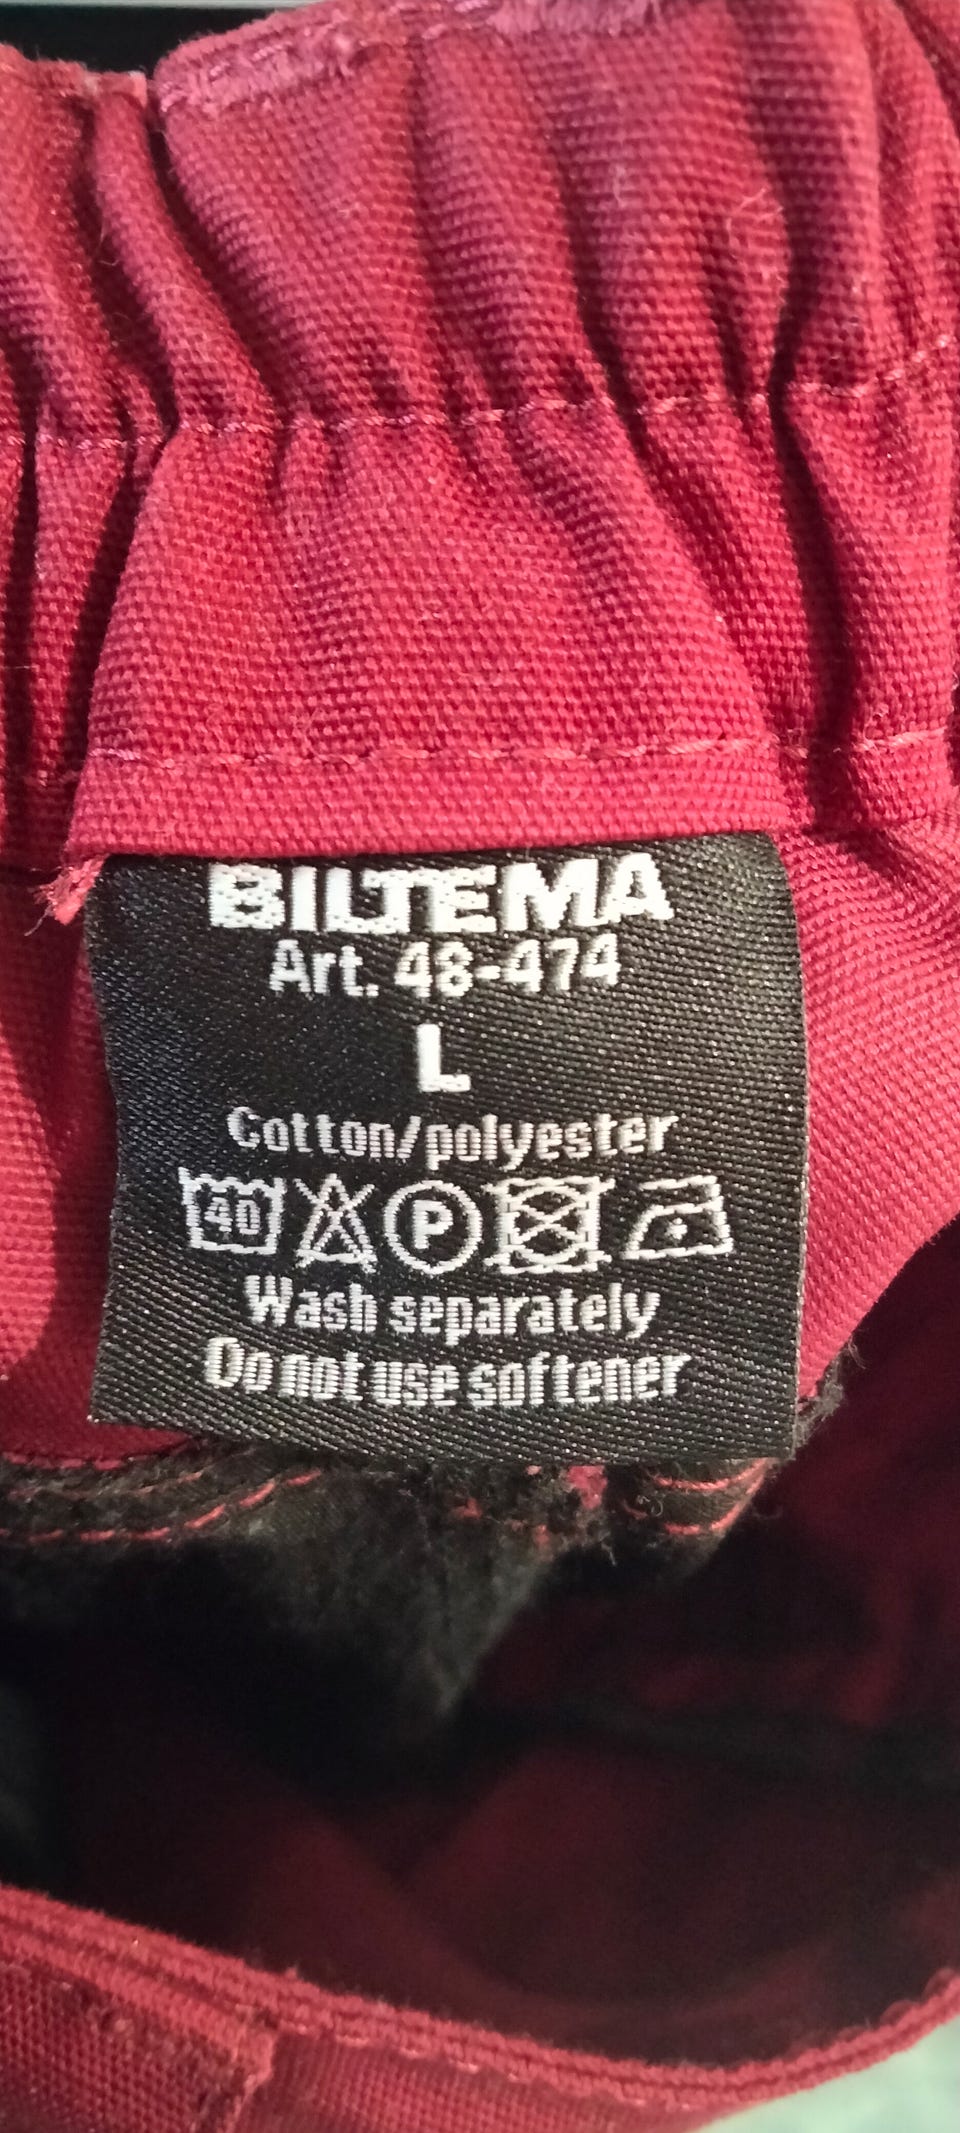 BILTEMA
Art. 48-474
L
Cotton/polyester
40 P
Wash separately
Do not use softener